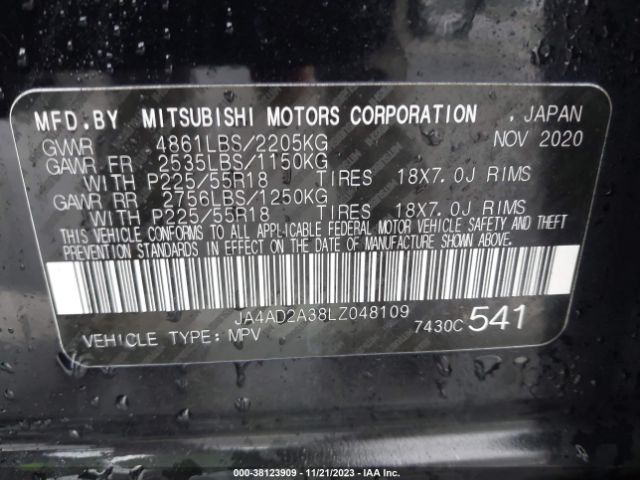 MFD.BY MITSUBISHI MOTORS CORPORATION . JAPAN
GVWR 4861LBS/2205KG NOV 2020
GAWR FR 2535LBS/1150KG
WITH P225/55R18 TIRES 18X7.0J RIMS
GAWR RR 2756LBS/1250KG
WITH P225/55R18 TIRES 18X7.0J RIMS
THIS VEHICLE CONFORMS TO ALL APPLICABLE FEDERAL MOTOR VEHICLE SAFETY AND THEFT
PREVENTION STANDARDS IN EFFECT ON THE DATE OF MANUFACTURE SHOWN ABOVE.
JA4AD2A38LZ048109
VEHICLE TYPE: MPV 7430C 541
000-38123909 - 11/21/2023 - IAA Inc.